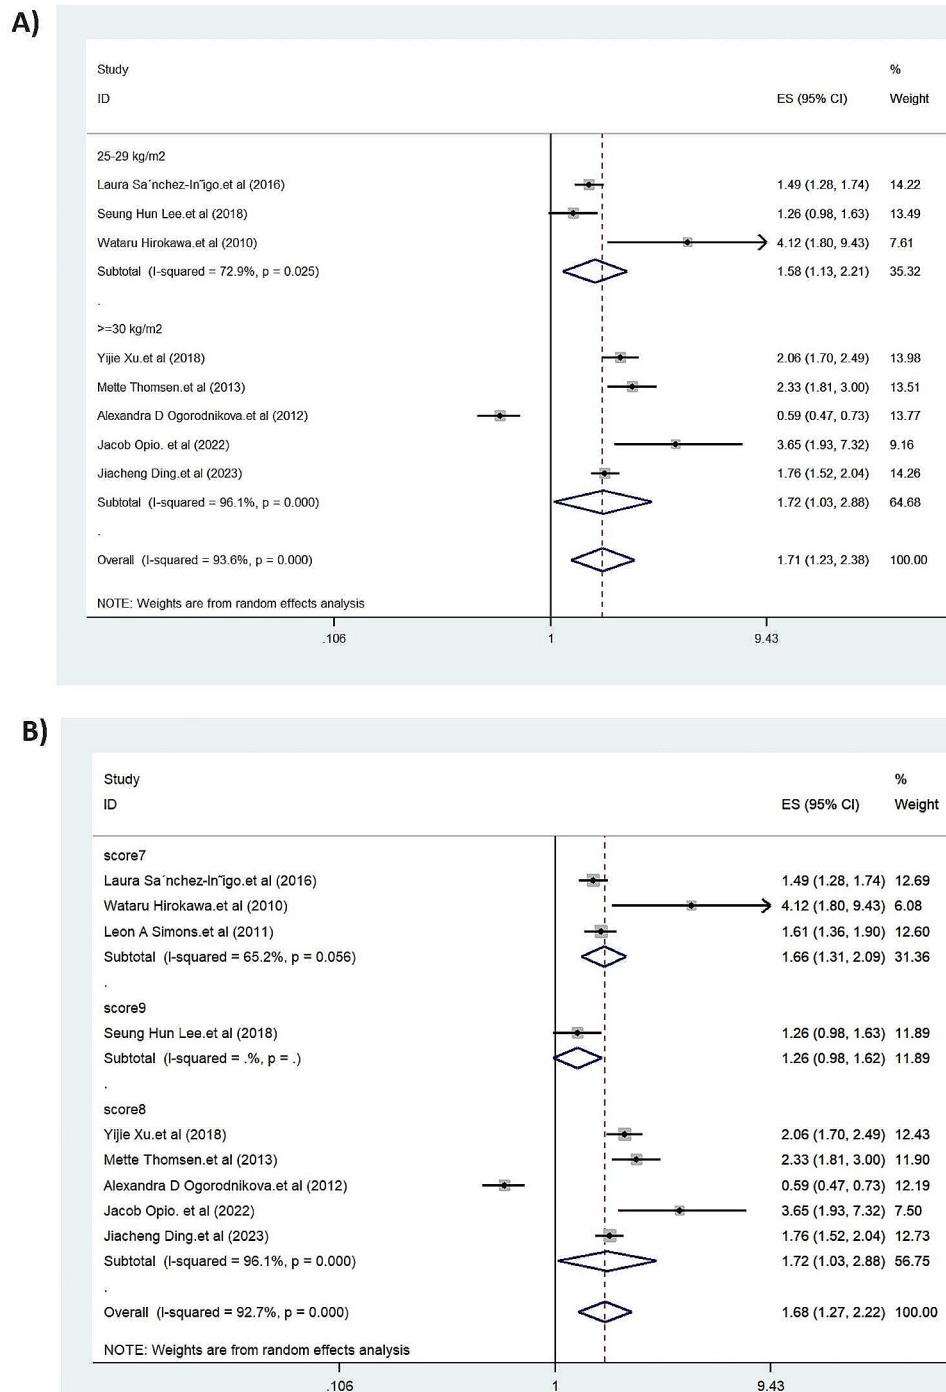 A)
Study %
ID ES (95% CI) Weight
25-29 kg/m2
Laura Sa´nchez-In˜igo.et al (2016) 1.49 (1.28, 1.74) 14.22
Seung Hun Lee.et al (2018) 1.26 (0.98, 1.63) 13.49
Wataru Hirokawa.et al (2010) 4.12 (1.80, 9.43) 7.61
Subtotal (I-squared = 72.9%, p = 0.025) 1.58 (1.13, 2.21) 35.32
.
>=30 kg/m2
Yijie Xu.et al (2018) 2.06 (1.70, 2.49) 13.98
Mette Thomsen.et al (2013) 2.33 (1.81, 3.00) 13.51
Alexandra D Ogorodnikova.et al (2012) 0.59 (0.47, 0.73) 13.77
Jacob Opio. et al (2022) 3.65 (1.93, 7.32) 9.16
Jiacheng Ding.et al (2023) 1.76 (1.52, 2.04) 14.26
Subtotal (I-squared = 96.1%, p = 0.000) 1.72 (1.03, 2.88) 64.68
.
Overall (I-squared = 93.6%, p = 0.000) 1.71 (1.23, 2.38) 100.00
NOTE: Weights are from random effects analysis
.106 1 9.43
B)
Study %
ID ES (95% CI) Weight
score7
Laura Sa´nchez-In˜igo.et al (2016) 1.49 (1.28, 1.74) 12.69
Wataru Hirokawa.et al (2010) 4.12 (1.80, 9.43) 6.08
Leon A Simons.et al (2011) 1.61 (1.36, 1.90) 12.60
Subtotal (I-squared = 65.2%, p = 0.056) 1.66 (1.31, 2.09) 31.36
.
score9
Seung Hun Lee.et al (2018) 1.26 (0.98, 1.63) 11.89
Subtotal (I-squared = .%, p = .) 1.26 (0.98, 1.62) 11.89
.
score8
Yijie Xu.et al (2018) 2.06 (1.70, 2.49) 12.43
Mette Thomsen.et al (2013) 2.33 (1.81, 3.00) 11.90
Alexandra D Ogorodnikova.et al (2012) 0.59 (0.47, 0.73) 12.19
Jacob Opio. et al (2022) 3.65 (1.93, 7.32) 7.50
Jiacheng Ding.et al (2023) 1.76 (1.52, 2.04) 12.73
Subtotal (I-squared = 96.1%, p = 0.000) 1.72 (1.03, 2.88) 56.75
.
Overall (I-squared = 92.7%, p = 0.000) 1.68 (1.27, 2.22) 100.00
NOTE: Weights are from random effects analysis
.106 1 9.43